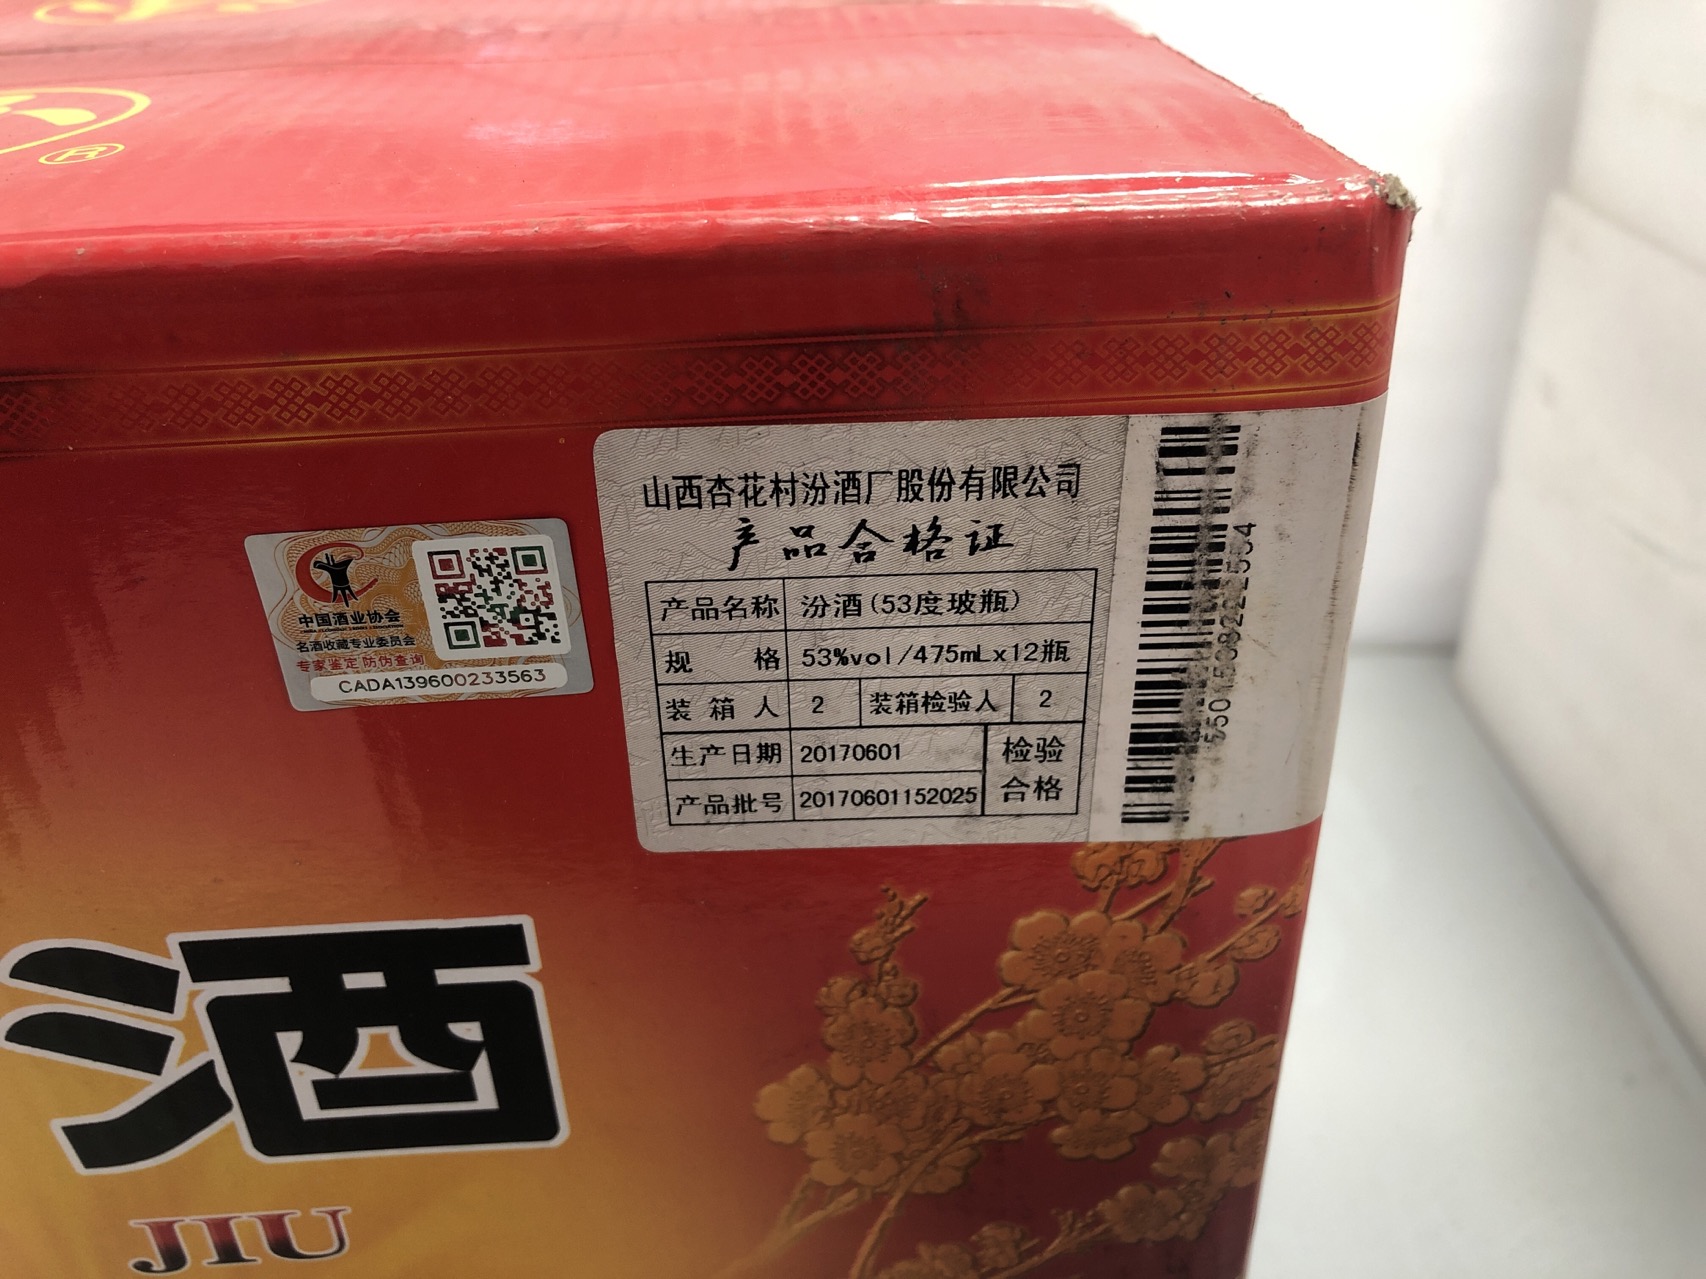 ®
山西杏花村汾酒厂股份有限公司
产品合格证
产品名称 汾酒(53度玻瓶)
规 格 53%vol/475mLx12瓶
装 箱 人 2 装箱检验人 2
生产日期 20170601 检验
产品批号 20170601152025 合格
中国酒业协会
名酒收藏专业委员会
专家鉴定 防伪查询
CADA139600233563
酒
JIU